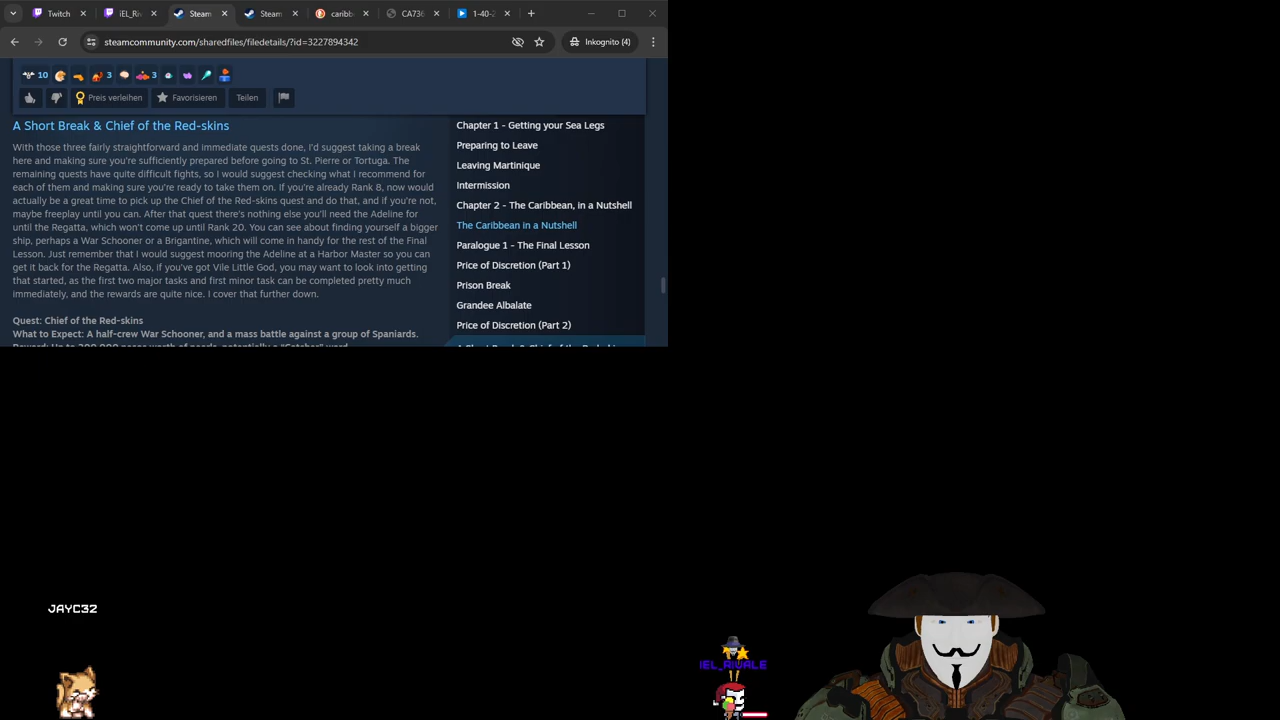 Twitch
iEL_Riv
Steam
Steam
caribb
CA736
1-40-2
steamcommunity.com/sharedfiles/filedetails/?id=3227894342
Inkognito (4)
10
3
3
Preis verleihen
Favorisieren
Teilen
A Short Break & Chief of the Red-skins
With those three fairly straightforward and immediate quests done, I'd suggest taking a break
here and making sure you're sufficiently prepared before going to St. Pierre or Tortuga. The
remaining quests have quite difficult fights, so I would suggest checking what I recommend for
each of them and making sure you're ready to take them on. If you're already Rank 8, now would
actually be a great time to pick up the Chief of the Red-skins quest and do that, and if you're not,
maybe freeplay until you can. After that quest there's nothing else you'll need the Adeline for
until the Regatta, which won't come up until Rank 20. You can see about finding yourself a bigger
ship, perhaps a War Schooner or a Brigantine, which will come in handy for the rest of the Final
Lesson. Just remember that I would suggest mooring the Adeline at a Harbor Master so you can
get it back for the Regatta. Also, if you've got Vile Little God, you may want to look into getting
that started, as the first two major tasks and first minor task can be completed pretty much
immediately, and the rewards are quite nice. I cover that further down.
Quest: Chief of the Red-skins
What to Expect: A half-crew War Schooner, and a mass battle against a group of Spaniards.
Chapter 1 - Getting your Sea Legs
Preparing to Leave
Leaving Martinique
Intermission
Chapter 2 - The Caribbean, in a Nutshell
The Caribbean in a Nutshell
Paralogue 1 - The Final Lesson
Price of Discretion (Part 1)
Prison Break
Grandee Albalate
Price of Discretion (Part 2)
JAYC32
IEL_RIVALE